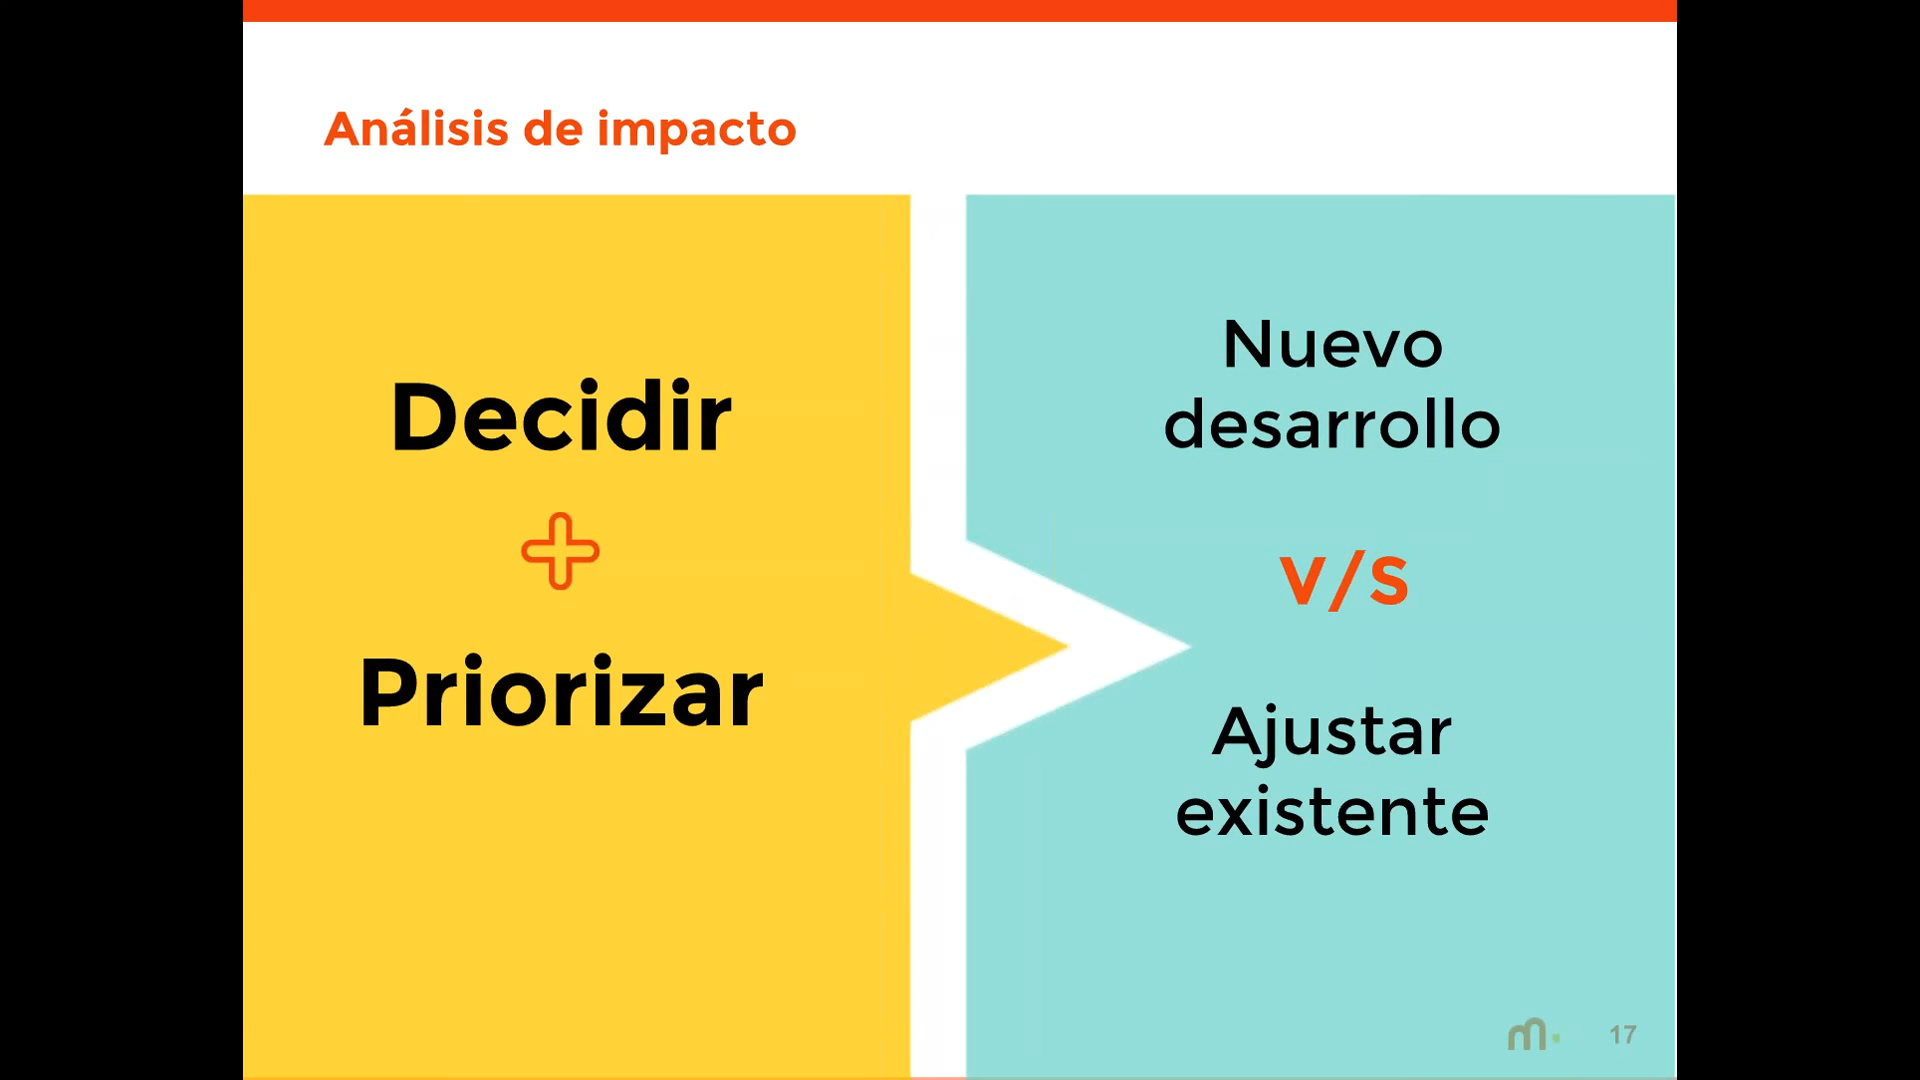 Análisis de impacto
Decidir
Priorizar
Nuevo
desarrollo
v/s
Ajustar
existente
m.
17